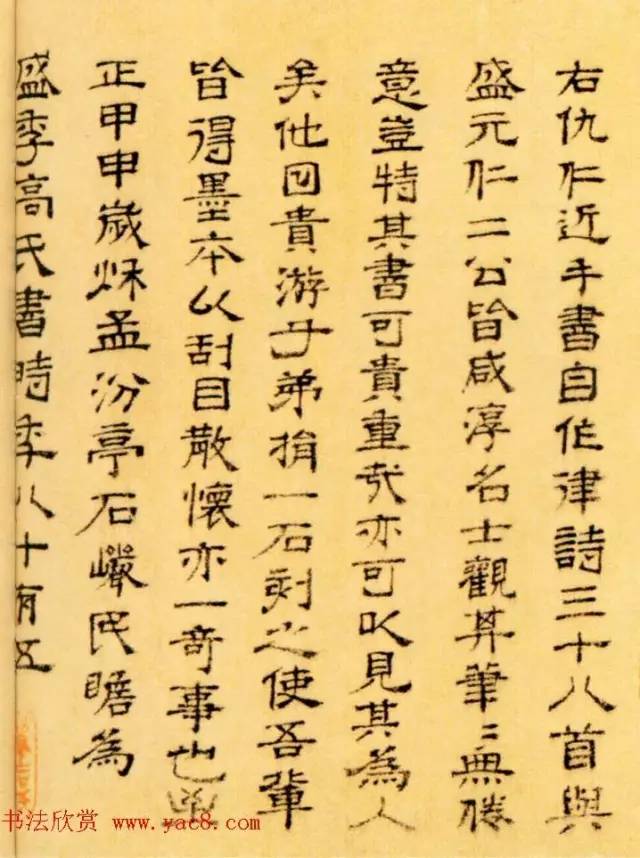 右仇仁近手書自作律詩三十八首與
盛元仁二公皆咸淳名士觀其筆〻無俗
意豈特其書可貴重哉亦可以見其為人
矣他囙貴游子弟捐一石刻之使吾輩
皆得墨本以刮目散懷亦一奇事也
正甲申歲秌孟汾亭石巖民瞻為
盛季高氏書時季八十有五
书法欣赏 www.yac8.com